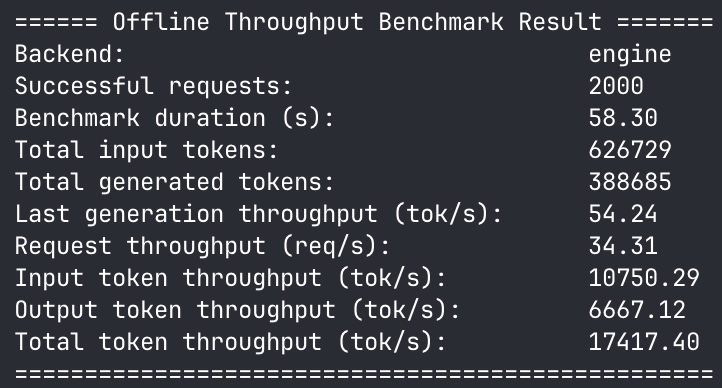 ====== Offline Throughput Benchmark Result =======
Backend:                                 engine
Successful requests:                     2000
Benchmark duration (s):                  58.30
Total input tokens:                      626729
Total generated tokens:                  388685
Last generation throughput (tok/s):      54.24
Request throughput (req/s):              34.31
Input token throughput (tok/s):          10750.29
Output token throughput (tok/s):         6667.12
Total token throughput (tok/s):          17417.40
==================================================